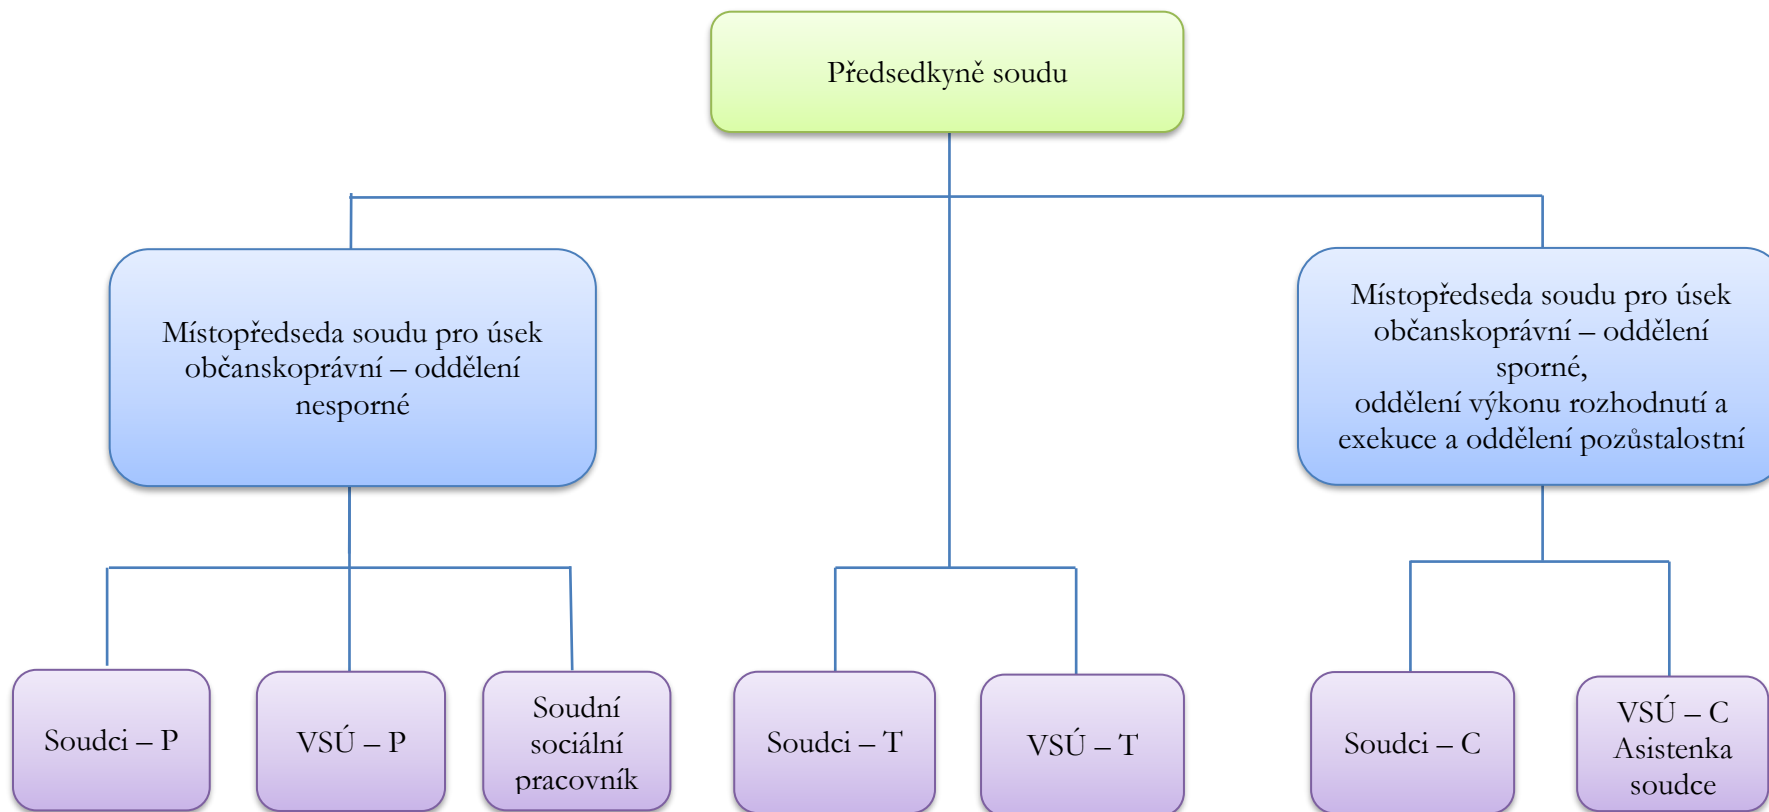 Předsedkyně soudu
Místopředseda soudu pro úsek
občanskoprávní – oddělení
nesporné
Místopředseda soudu pro úsek
občanskoprávní – oddělení
sporné,
oddělení výkonu rozhodnutí a
exekuce a oddělení pozůstalostní
Soudci – P
VSÚ – P
Soudní
sociální
pracovník
Soudci – T
VSÚ – T
Soudci – C
VSÚ – C
Asistenka
soudce